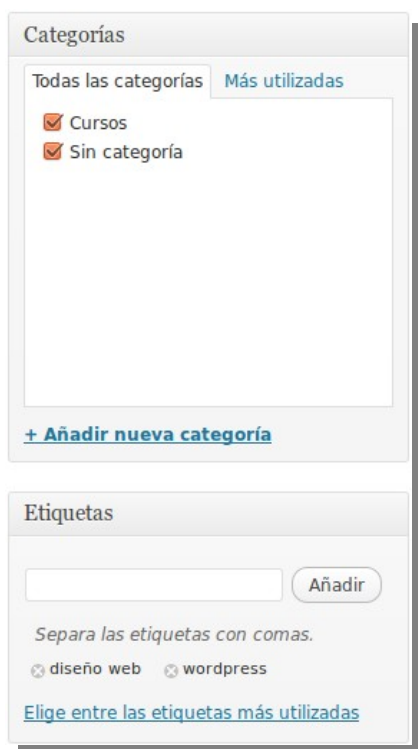 Categorías
Todas las categorías Más utilizadas
Cursos
Sin categoría
+ Añadir nueva categoría
Etiquetas
Añadir
Separa las etiquetas con comas.
diseño web wordpress
Elige entre las etiquetas más utilizadas